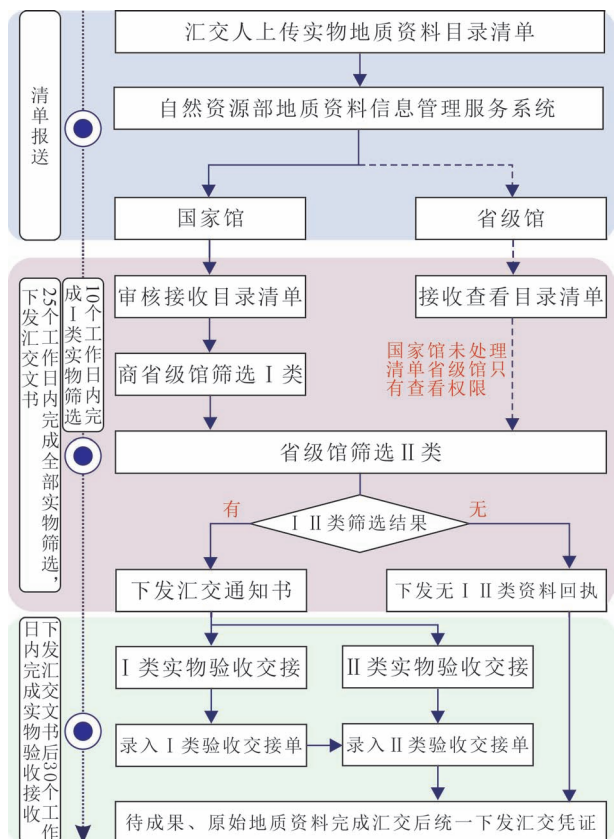 汇交人上传实物地质资料目录清单
清单报送
自然资源部地质资料信息管理服务系统
国家馆
省级馆
10个工作日内完
成Ⅰ类实物筛选
25个工作日内完成全部实物筛选，
下发汇交文书
审核接收目录清单
接收查看目录清单
商省级馆筛选Ⅰ类
国家馆未处理
清单省级馆只
有查看权限
省级馆筛选Ⅱ类
有
ⅠⅡ类筛选结果
无
下发汇交通知书
下发无ⅠⅡ类资料回执
下发汇交文书后30个工作
日内完成实物验收接收
Ⅰ类实物验收交接
Ⅱ类实物验收交接
录入Ⅰ类验收交接单
录入Ⅱ类验收交接单
待成果、原始地质资料完成汇交后统一下发汇交凭证